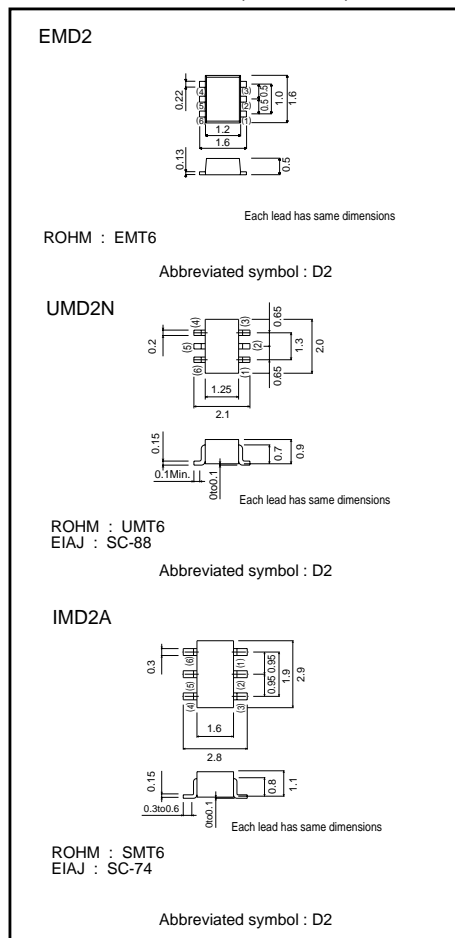 EMD2
0.22
(4)
(5)
(6)
(3)
(2)
(1)
0.5 0.5
1.0
1.6
1.2
1.6
0.13
0.5
Each lead has same dimensions
ROHM : EMT6
Abbreviated symbol : D2
UMD2N
0.2
(4)
(5)
(6)
(3)
(2)
(1)
0.65
0.65
1.3
2.0
1.25
2.1
0.15
0.1Min.
0to0.1
0.7
0.9
Each lead has same dimensions
ROHM : UMT6
EIAJ : SC-88
Abbreviated symbol : D2
IMD2A
0.3
(6)
(5)
(4)
(1)
(2)
(3)
0.95 0.95
1.9
2.9
1.6
2.8
0.15
0.3to0.6
0to0.1
0.8
1.1
Each lead has same dimensions
ROHM : SMT6
EIAJ : SC-74
Abbreviated symbol : D2